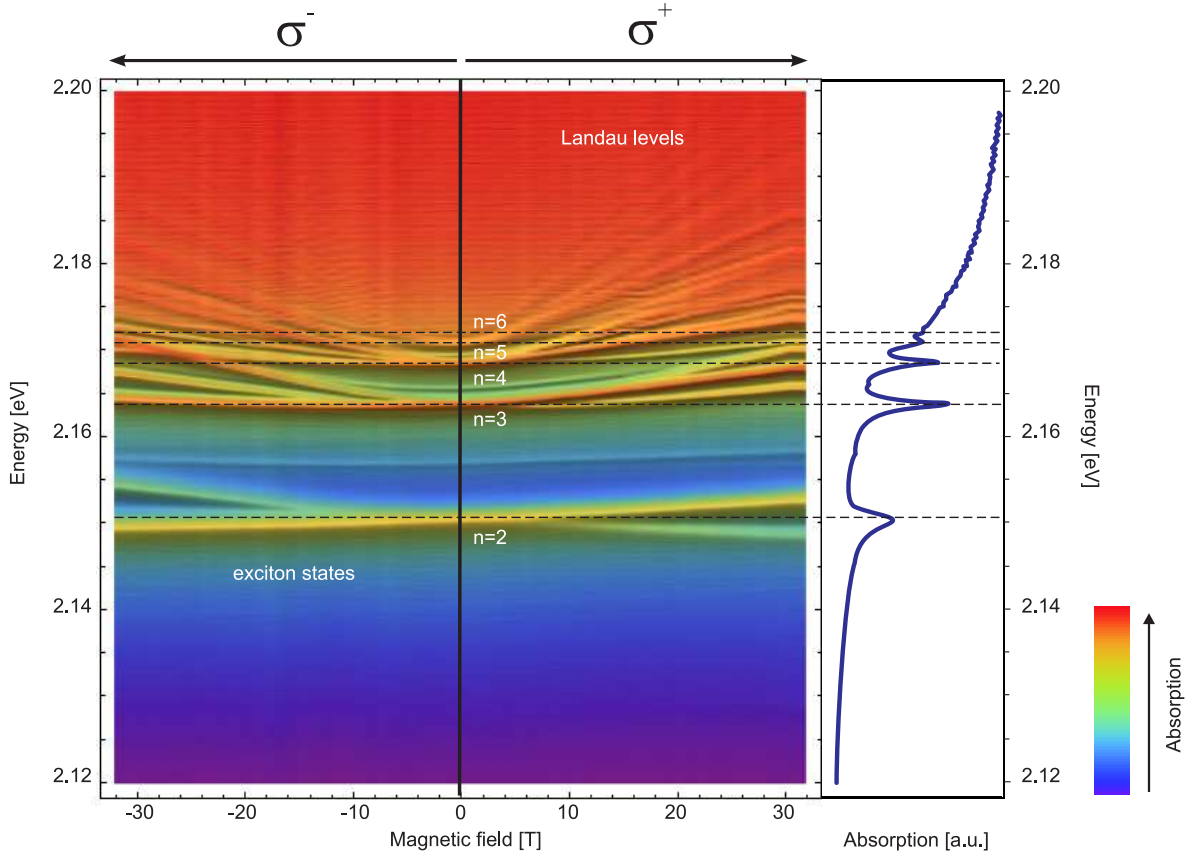 σ⁻
σ⁺
2.20
2.18
2.16
2.14
2.12
Energy [eV]
Landau levels
n=6
n=5
n=4
n=3
n=2
exciton states
-30
-20
-10
0
10
20
30
Magnetic field [T]
2.20
2.18
2.16
2.14
2.12
Energy
[eV]
Absorption [a.u.]
Absorption